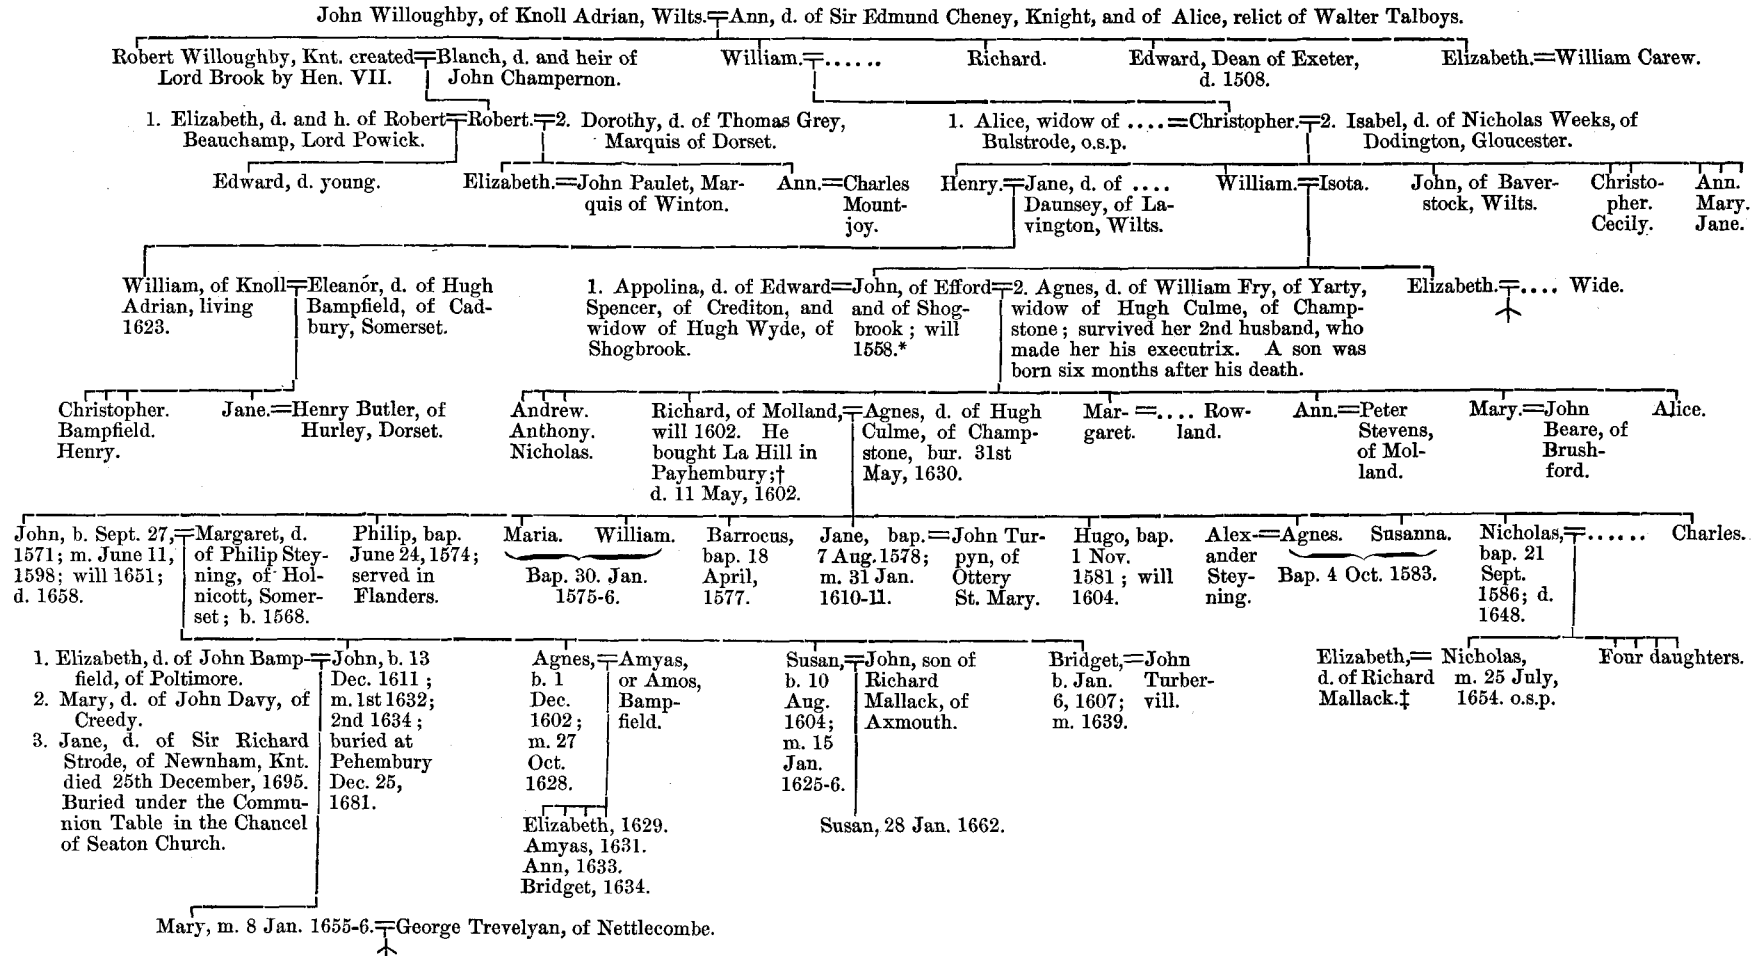 John Willoughby, of Knoll Adrian, Wilts.=Ann, d. of Sir Edmund Cheney, Knight, and of Alice, relict of Walter Talboys.
Robert Willoughby, Knt. created=Blanch, d. and heir of
Lord Brook by Hen. VII. John Champernon.
William.=......
Richard.
Edward, Dean of Exeter,
d. 1508.
Elizabeth.=William Carew.
1. Elizabeth, d. and h. of Robert=Robert.=2. Dorothy, d. of Thomas Grey,
Beauchamp, Lord Powick. Marquis of Dorset.
1. Alice, widow of ....=Christopher.=2. Isabel, d. of Nicholas Weeks, of
Bulstrode, o.s.p. Dodington, Gloucester.
Edward, d. young.
Elizabeth.=John Paulet, Mar-
quis of Winton.
Ann.=Charles
Mount-
joy.
Henry.=Jane, d. of ....
Daunsey, of La-
vington, Wilts.
William.=Isota.
John, of Baver-
stock, Wilts.
Christo-
pher.
Cecily.
Ann.
Mary.
Jane.
William, of Knoll=Eleanór, d. of Hugh
Adrian, living Bampfield, of Cad-
1623. bury, Somerset.
1. Appolina, d. of Edward=John, of Efford=2. Agnes, d. of William Fry, of Yarty,
Spencer, of Crediton, and and of Shog- widow of Hugh Culme, of Champ-
widow of Hugh Wyde, of brook; will stone; survived her 2nd husband, who
Shogbrook. 1558.* made her his executrix. A son was
born six months after his death.
Elizabeth.=.... Wide.
Christopher.
Bampfield.
Henry.
Jane.=Henry Butler, of
Hurley, Dorset.
Andrew.
Anthony.
Nicholas.
Richard, of Molland,=Agnes, d. of Hugh
will 1602. He Culme, of Champ-
bought La Hill in stone, bur. 31st
Payhembury;† May, 1630.
d. 11 May, 1602.
Mar- =.... Row-
garet. land.
Ann.=Peter
Stevens,
of Mol-
land.
Mary.=John
Beare, of
Brush-
ford.
Alice.
John, b. Sept. 27,=Margaret, d.
1571; m. June 11, of Philip Stey-
1598; will 1651; ning, of Hol-
d. 1658. nicott, Somer-
set; b. 1568.
Philip, bap.
June 24, 1574;
served in
Flanders.
Maria. William.
Bap. 30. Jan.
1575-6.
Barrocus,
bap. 18
April,
1577.
Jane, bap.=John Tur-
7 Aug. 1578; pyn, of
m. 31 Jan. Ottery
1610-11. St. Mary.
Hugo, bap.
1 Nov.
1581; will
1604.
Alex-=Agnes. Susanna.
ander
Stey- Bap. 4 Oct. 1583.
ning.
Nicholas,=......
bap. 21
Sept.
1586; d.
1648.
Charles.
1. Elizabeth, d. of John Bamp-=John, b. 13
field, of Poltimore. Dec. 1611;
2. Mary, d. of John Davy, of m. 1st 1632;
Creedy. 2nd 1634;
3. Jane, d. of Sir Richard buried at
Strode, of Newnham, Knt. Pehembury
died 25th December, 1695. Dec. 25,
Buried under the Commu- 1681.
nion Table in the Chancel
of Seaton Church.
Agnes,=Amyas,
b. 1 or Amos,
Dec. Bamp-
1602; field.
m. 27
Oct.
1628.
Susan,=John, son of
b. 10 Richard
Aug. Mallack, of
1604; Axmouth.
m. 15
Jan.
1625-6.
Bridget,=John
b. Jan. Turber-
6, 1607; vill.
m. 1639.
Elizabeth,= Nicholas,
d. of Richard m. 25 July,
Mallack.‡ 1654. o.s.p.
Four daughters.
Elizabeth, 1629.
Amyas, 1631.
Ann, 1633.
Bridget, 1634.
Susan, 28 Jan. 1662.
Mary, m. 8 Jan. 1655-6.=George Trevelyan, of Nettlecombe.